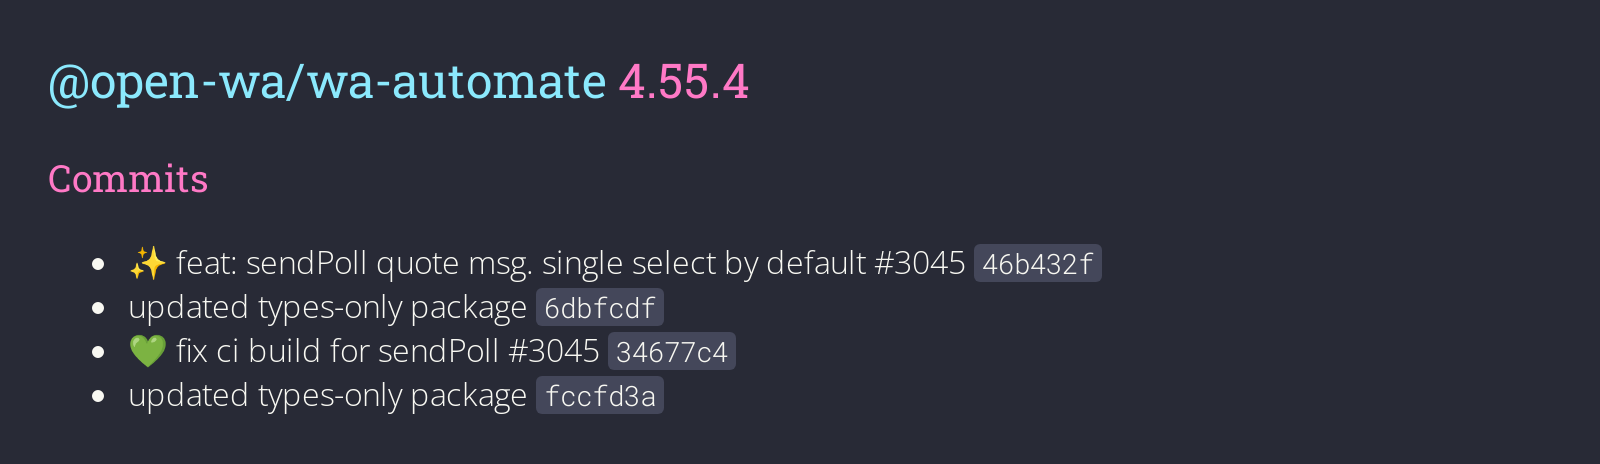 @open-wa/wa-automate 4.55.4
Commits
✨ feat: sendPoll quote msg. single select by default #3045 46b432f
updated types-only package 6dbfcdf
💚 fix ci build for sendPoll #3045 34677c4
updated types-only package fccfd3a